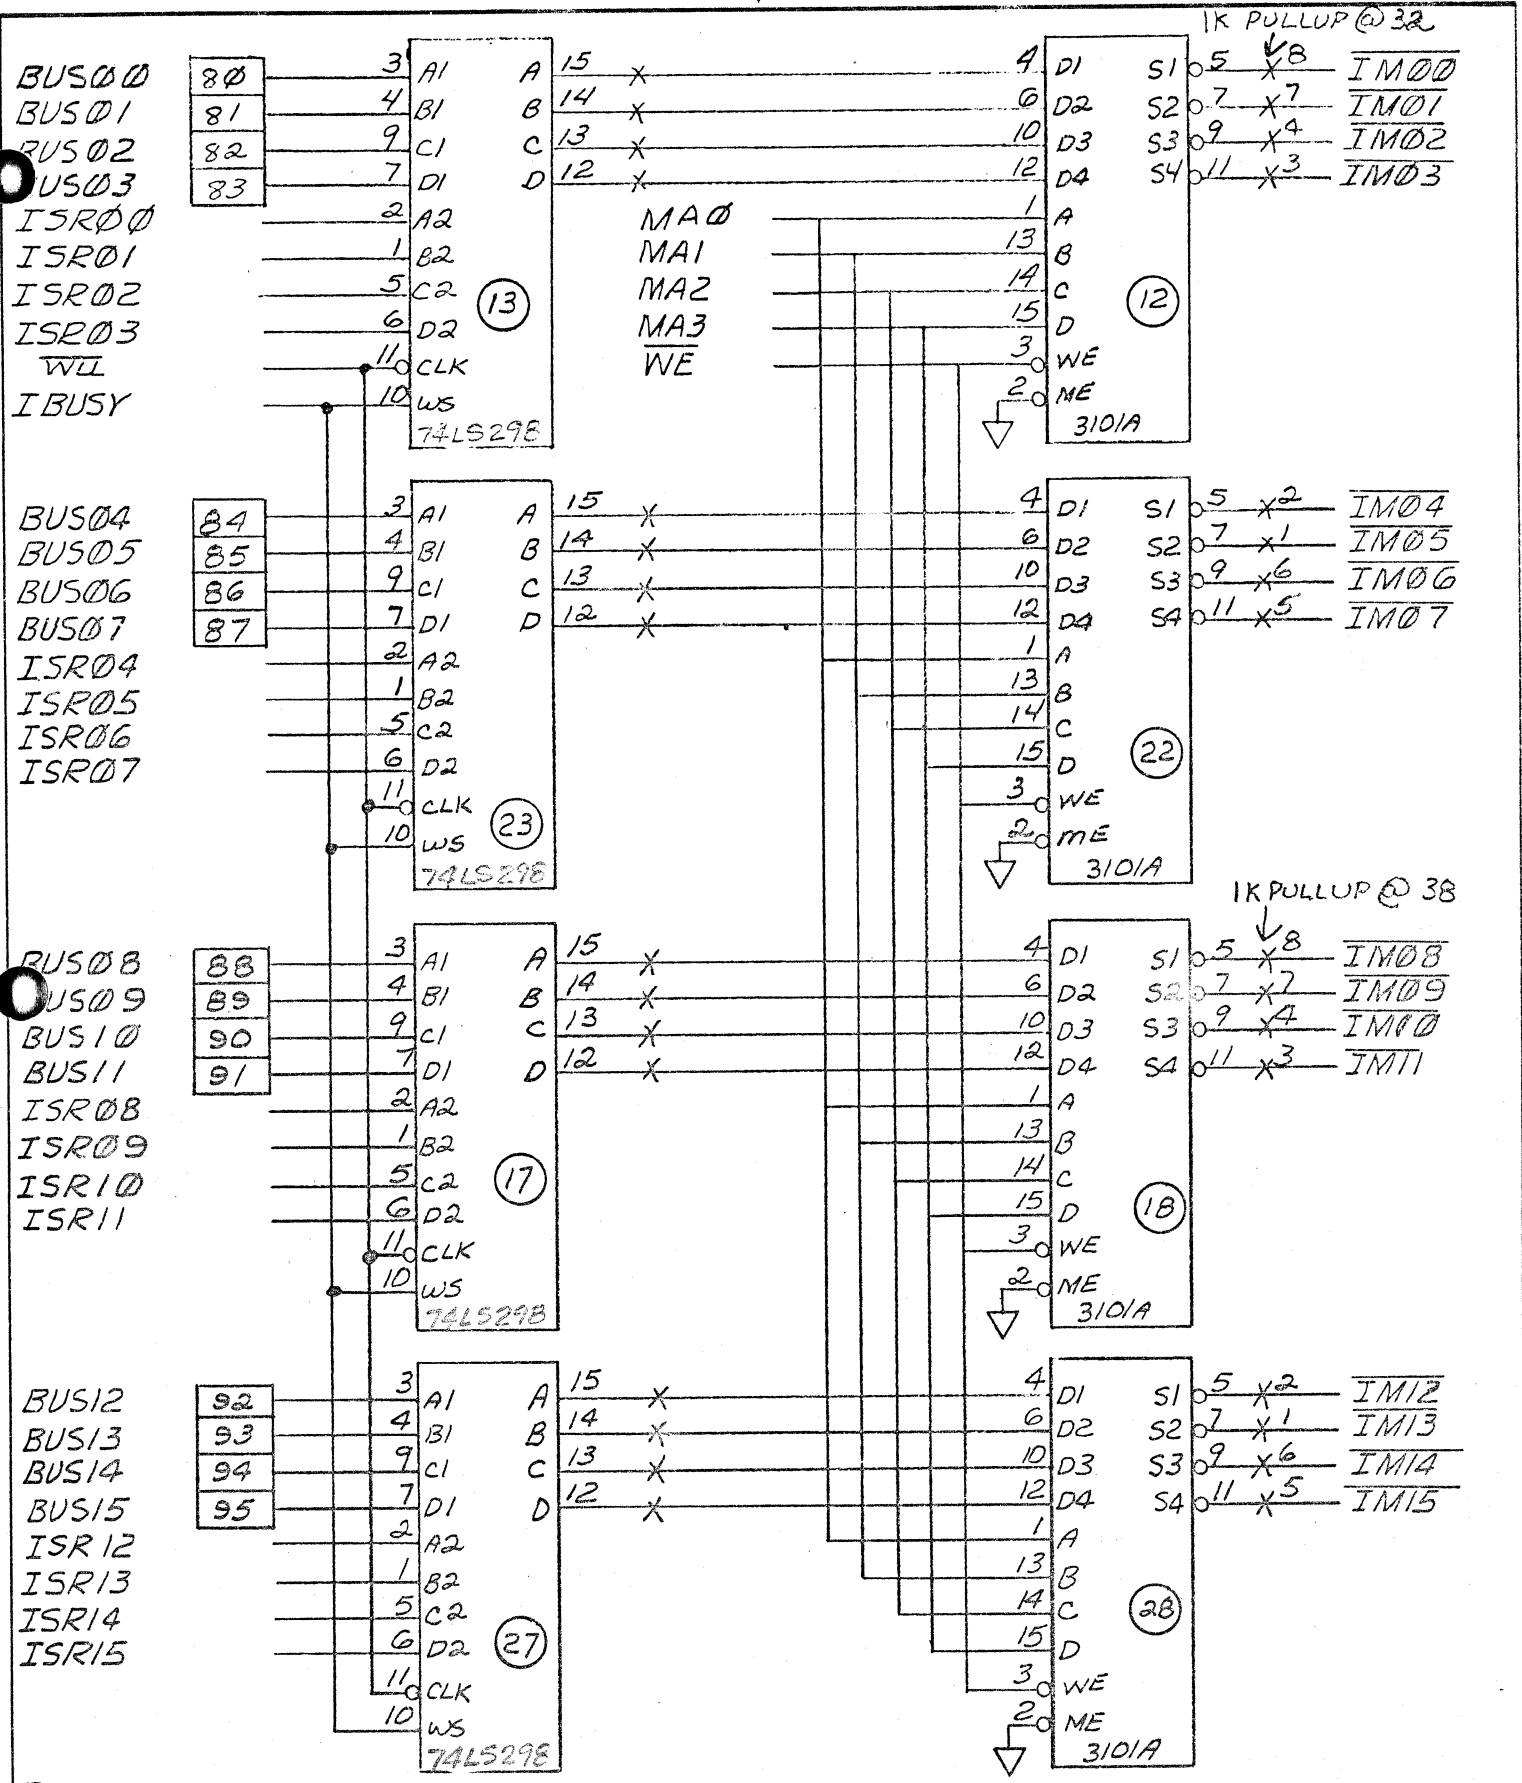 1K PULLUP @ 32
BUS00 80 3 A1 A 15 4 D1 S1 5 8 IM00
BUS01 81 4 B1 B 14 6 D2 S2 7 7 IM01
BUS02 82 9 C1 C 13 10 D3 S3 9 4 IM02
BUS03 83 7 D1 D 12 12 D4 S4 11 3 IM03
ISR00 2 A2 MA0 1 A
ISR01 1 B2 MA1 13 B
ISR02 5 C2 13 MA2 14 C 12
ISR03 6 D2 MA3 15 D
11 CLK WE 3 WE
IBUSY 10 WS 2 ME
74LS298 3101A
BUS04 84 3 A1 A 15 4 D1 S1 5 2 IM04
BUS05 85 4 B1 B 14 6 D2 S2 7 1 IM05
BUS06 86 9 C1 C 13 10 D3 S3 9 6 IM06
BUS07 87 7 D1 D 12 12 D4 S4 11 5 IM07
ISR04 2 A2 1 A
ISR05 1 B2 13 B
ISR06 5 C2 14 C
ISR07 6 D2 15 D 22
11 CLK 23 3 WE
10 WS 2 ME
74LS298 3101A
1K PULLUP @ 38
BUS08 88 3 A1 A 15 4 D1 S1 5 8 IM08
BUS09 89 4 B1 B 14 6 D2 S2 7 7 IM09
BUS10 90 9 C1 C 13 10 D3 S3 9 4 IM10
BUS11 91 7 D1 D 12 12 D4 S4 11 3 IM11
ISR08 2 A2 1 A
ISR09 1 B2 13 B
ISR10 5 C2 17 14 C
ISR11 6 D2 15 D 18
11 CLK 3 WE
10 WS 2 ME
74LS298 3101A
BUS12 92 3 A1 A 15 4 D1 S1 5 2 IM12
BUS13 93 4 B1 B 14 6 D2 S2 7 1 IM13
BUS14 94 9 C1 C 13 10 D3 S3 9 6 IM14
BUS15 95 7 D1 D 12 12 D4 S4 11 5 IM15
ISR12 2 A2 1 A
ISR13 1 B2 13 B
ISR14 5 C2 14 C 28
ISR15 6 D2 27 15 D
11 CLK 3 WE
10 WS 2 ME
74LS298 3101A